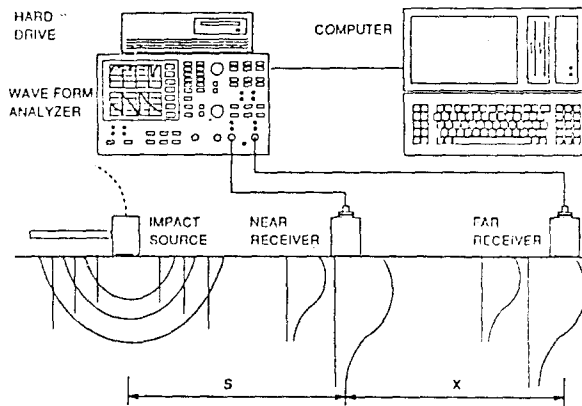 HARD
DRIVE
COMPUTER
WAVE FORM
ANALYZER
IMPACT
SOURCE
NEAR
RECEIVER
FAR
RECEIVER
S
X